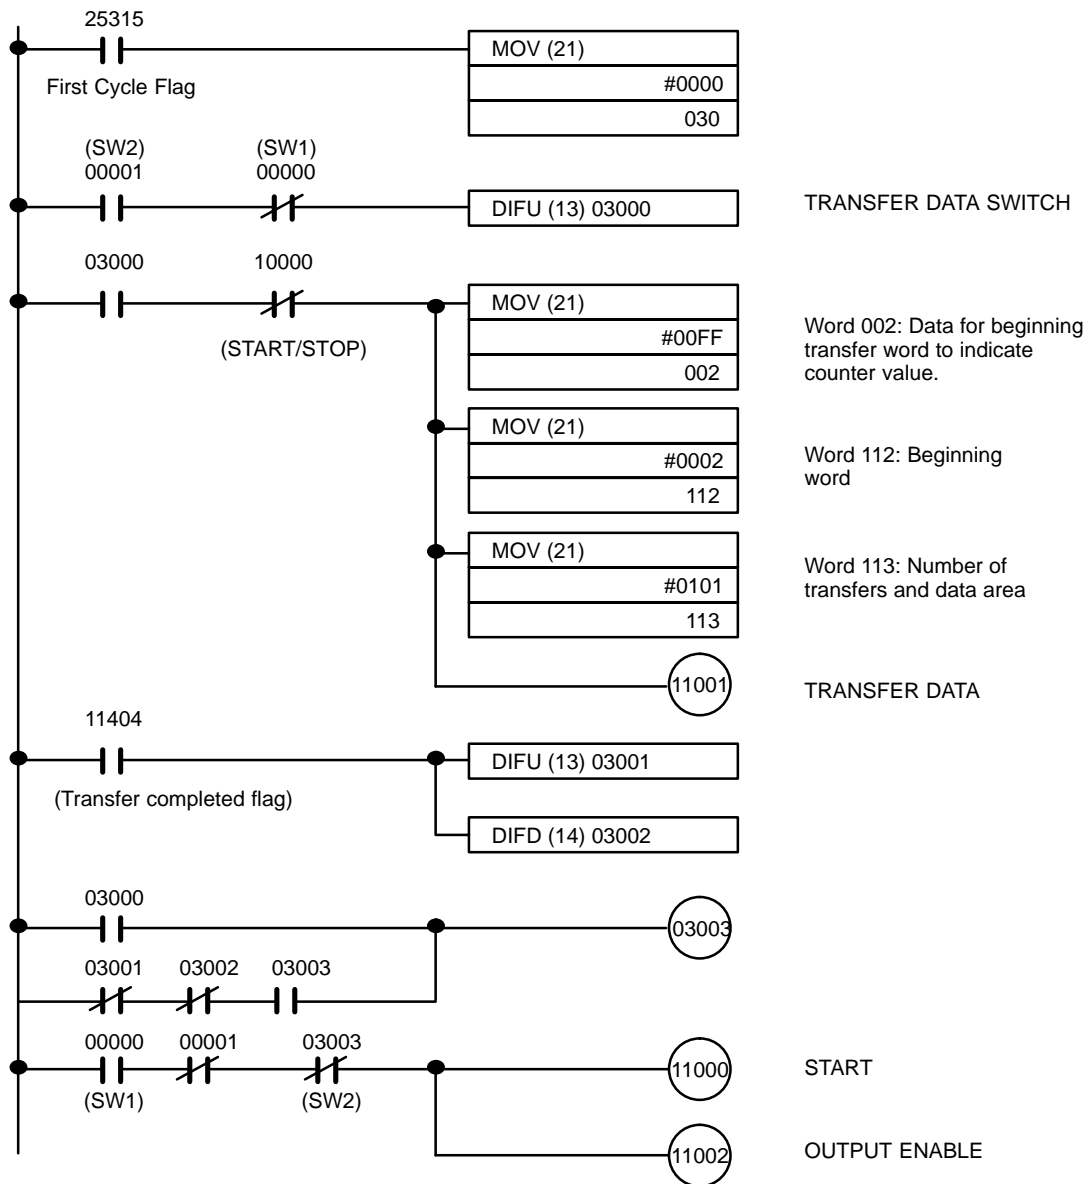 25315
First Cycle Flag
MOV (21)
#0000
030
(SW2) (SW1)
00001 00000
DIFU (13) 03000
TRANSFER DATA SWITCH
03000 10000
(START/STOP)
MOV (21)
#00FF
002
Word 002: Data for beginning
transfer word to indicate
counter value.
MOV (21)
#0002
112
Word 112: Beginning
word
MOV (21)
#0101
113
Word 113: Number of
transfers and data area
11001
TRANSFER DATA
11404
(Transfer completed flag)
DIFU (13) 03001
DIFD (14) 03002
03000
03003
03001 03002 03003
00000 00001 03003
(SW1) (SW2)
11000
START
11002
OUTPUT ENABLE